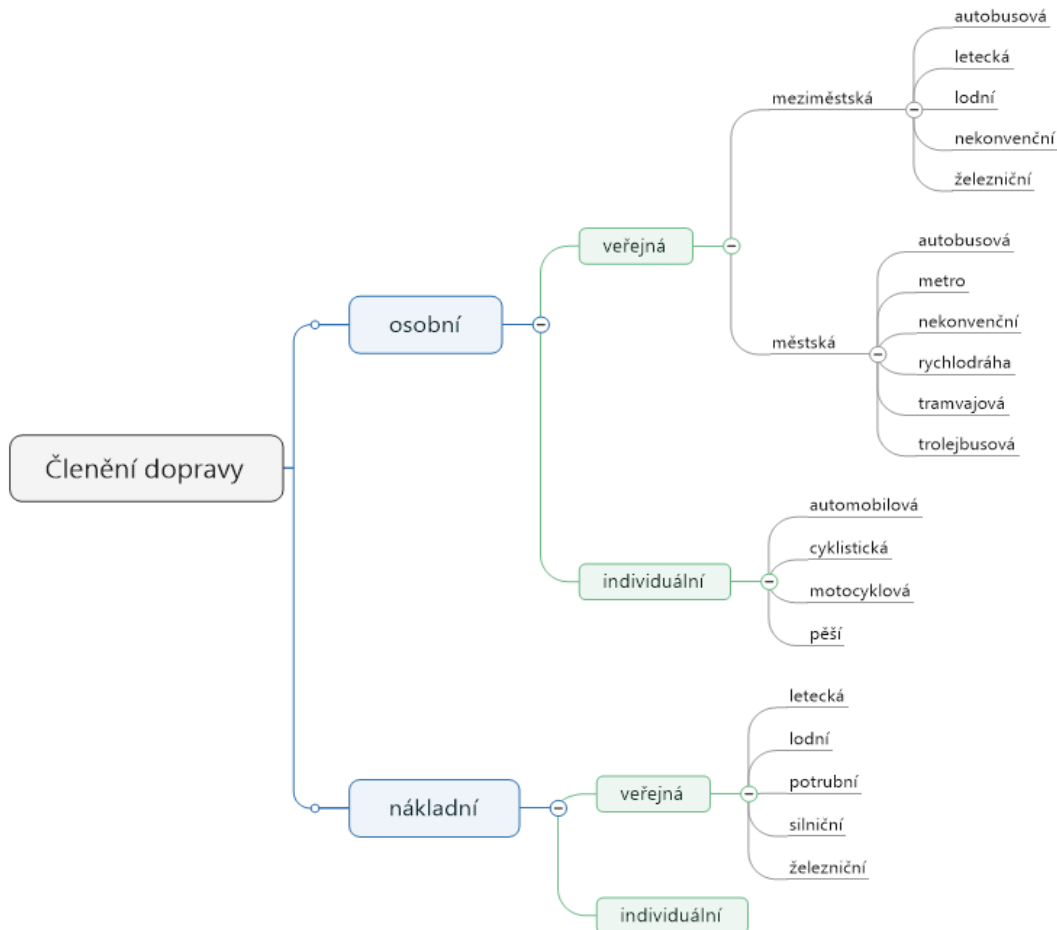 Členění dopravy
osobní
veřejná
meziměstská
autobusová
letecká
lodní
nekonvenční
železniční
městská
autobusová
metro
nekonvenční
rychlodráha
tramvajová
trolejbusová
individuální
automobilová
cyklistická
motocyklová
pěší
nákladní
veřejná
letecká
lodní
potrubní
silniční
železniční
individuální